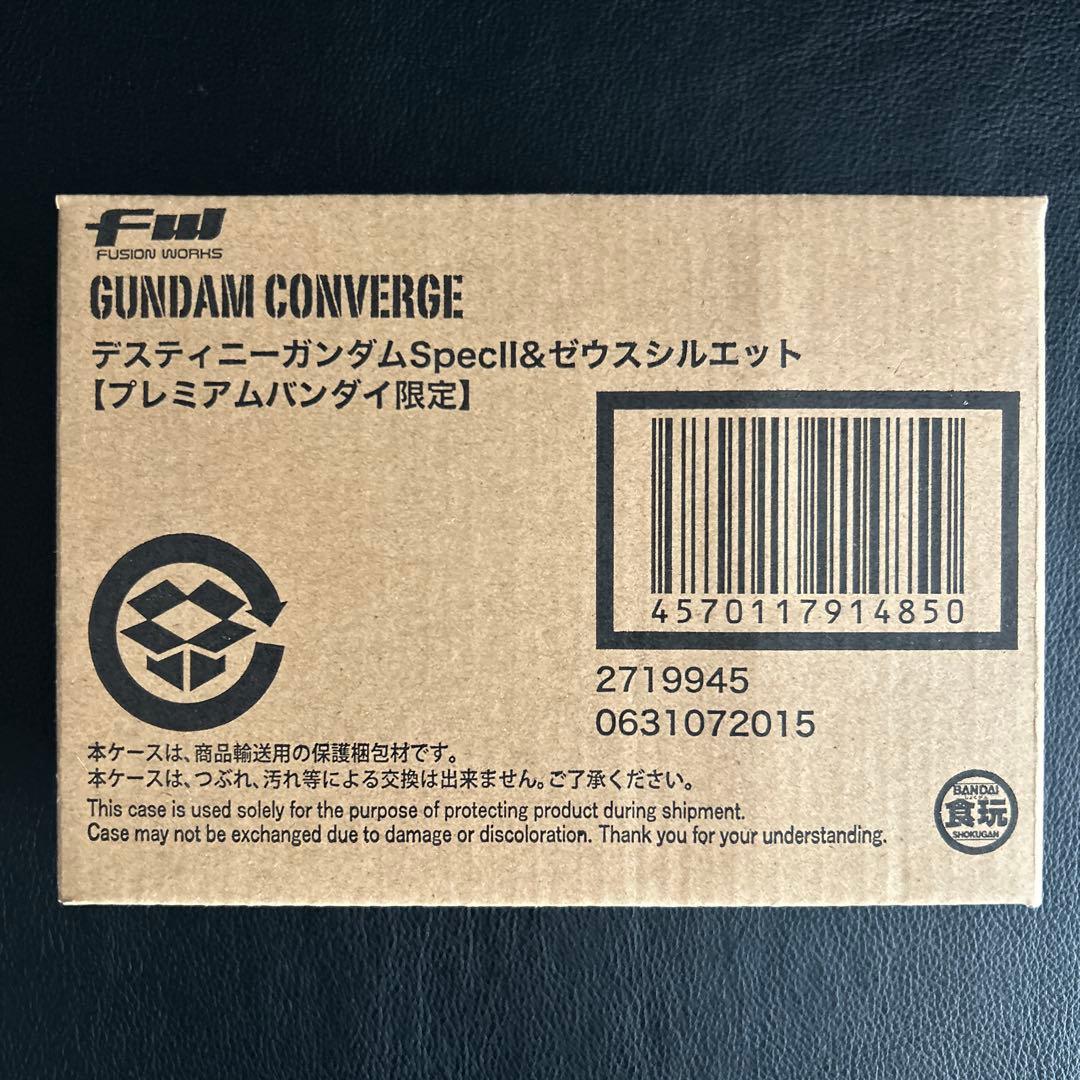 FW
FUSION WORKS
GUNDAM CONVERGE
デスティニーガンダムSpecII&ゼウスシルエット
【プレミアムバンダイ限定】
4570117914850
2719945
0631072015
本ケースは、商品輸送用の保護梱包材です。
本ケースは、つぶれ、汚れ等による交換は出来ません。ご了承ください。
This case is used solely for the purpose of protecting product during shipment.
Case may not be exchanged due to damage or discoloration. Thank you for your understanding.
BANDAI
しょくがん
食玩
SHOKUGAN